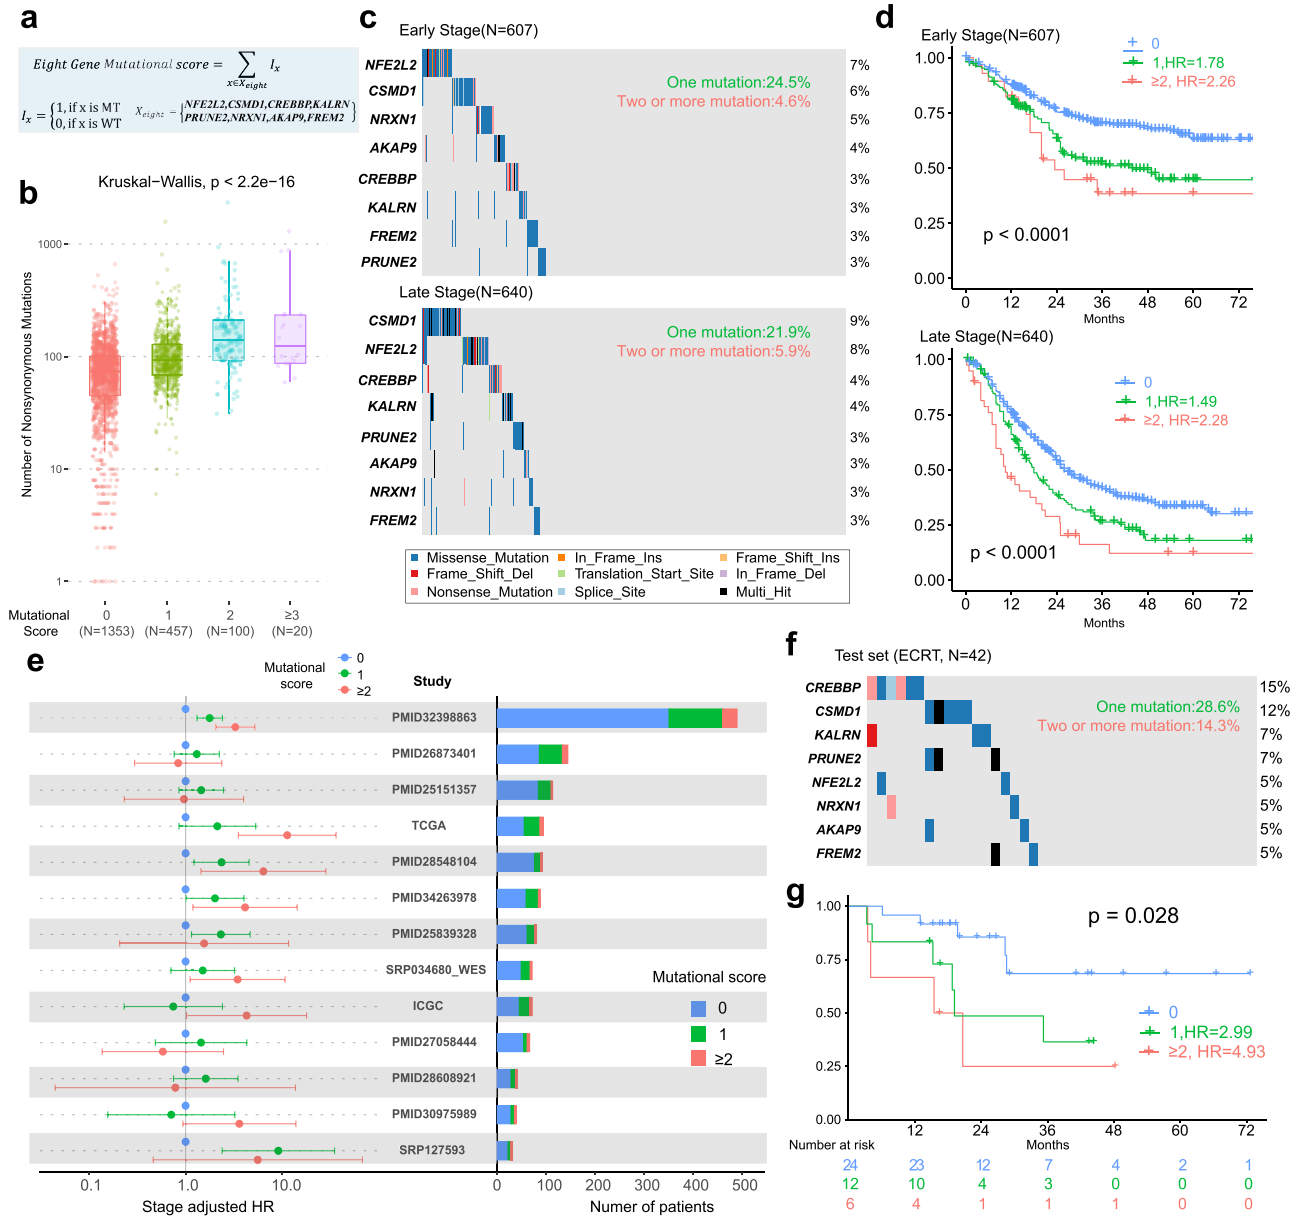 a
Eight Gene Mutational score = ∑ I_x
x∈X_eight
I_x = {1, if x is MT
0, if x is WT
X_eight = {NFE2L2,CSMD1,CREBBP,KALRN
PRUNE2,NRXN1,AKAP9,FREM2}
b
Kruskal−Wallis, p < 2.2e−16
Number of Nonsynonymous Mutations
1000
100
10
1
Mutational Score
0 1 2 ≥3
(N=1353) (N=457) (N=100) (N=20)
c
Early Stage(N=607)
NFE2L2 7%
CSMD1 6%
NRXN1 5%
AKAP9 4%
CREBBP 3%
KALRN 3%
FREM2 3%
PRUNE2 3%
One mutation:24.5%
Two or more mutation:4.6%
Late Stage(N=640)
CSMD1 9%
NFE2L2 8%
CREBBP 4%
KALRN 4%
PRUNE2 3%
AKAP9 3%
NRXN1 3%
FREM2 3%
One mutation:21.9%
Two or more mutation:5.9%
Missense_Mutation In_Frame_Ins Frame_Shift_Ins
Frame_Shift_Del Translation_Start_Site In_Frame_Del
Nonsense_Mutation Splice_Site Multi_Hit
d
Early Stage(N=607)
0
1,HR=1.78
≥2, HR=2.26
1.00
0.75
0.50
0.25
0.00
p < 0.0001
0 12 24 36 48 60 72
Months
Late Stage(N=640)
0
1,HR=1.49
≥2, HR=2.28
1.00
0.75
0.50
0.25
0.00
p < 0.0001
0 12 24 36 48 60 72
Months
e
Mutational score
0
1
≥2
Study
PMID32398863
PMID26873401
PMID25151357
TCGA
PMID28548104
PMID34263978
PMID25839328
SRP034680_WES
ICGC
PMID27058444
PMID28608921
PMID30975989
SRP127593
0.1 1.0 10.0
Stage adjusted HR
Mutational score
0
1
≥2
0 100 200 300 400 500
Numer of patients
f
Test set (ECRT, N=42)
CREBBP 15%
CSMD1 12%
KALRN 7%
PRUNE2 7%
NFE2L2 5%
NRXN1 5%
AKAP9 5%
FREM2 5%
One mutation:28.6%
Two or more mutation:14.3%
g
p = 0.028
1.00
0.75
0.50
0.25
0.00
0
1,HR=2.99
≥2, HR=4.93
12 24 36 48 60 72
Number at risk
Months
24 23 12 7 4 2 1
12 10 4 3 0 0 0
6 4 1 1 1 0 0